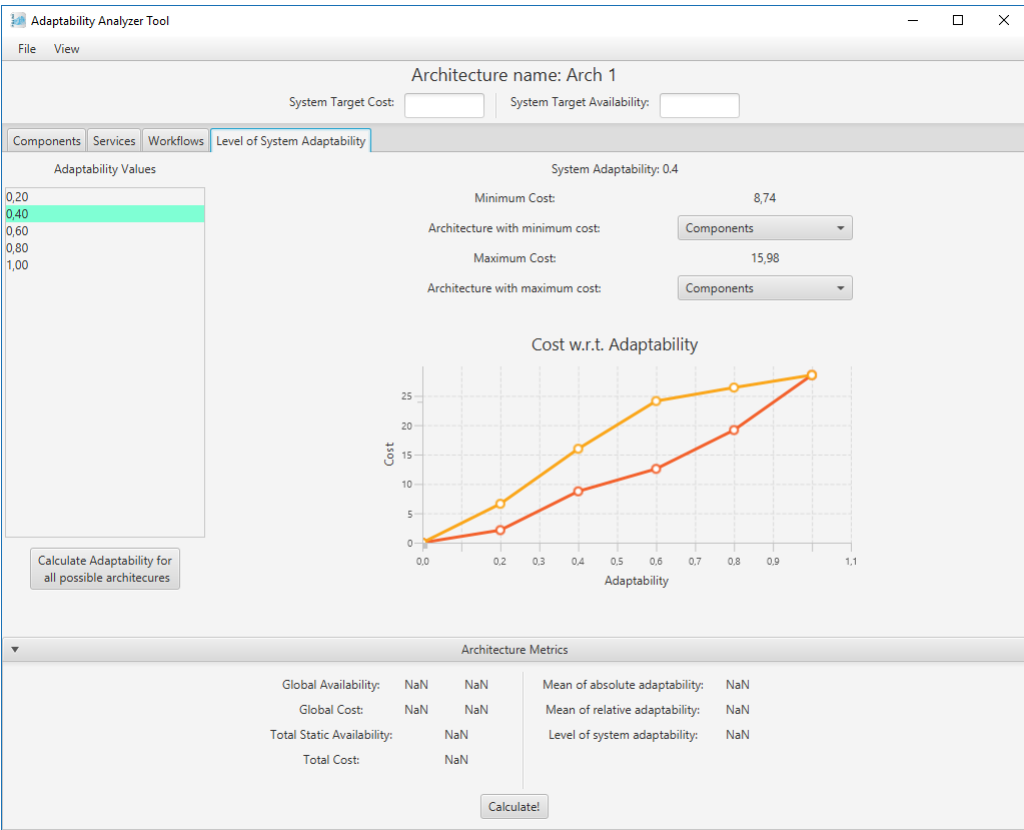 Adaptability Analyzer Tool
File View
Architecture name: Arch 1
System Target Cost: System Target Availability:
Components Services Workflows Level of System Adaptability
Adaptability Values
0,20
0,40
0,60
0,80
1,00
Calculate Adaptability for
all possible architecures
System Adaptability: 0.4
Minimum Cost: 8,74
Architecture with minimum cost: Components
Maximum Cost: 15,98
Architecture with maximum cost: Components
Cost w.r.t. Adaptability
Cost
25
20
15
10
5
0
0,0 0,2 0,3 0,4 0,5 0,6 0,7 0,8 0,9 1,1
Adaptability
Architecture Metrics
Global Availability: NaN NaN
Global Cost: NaN NaN
Total Static Availability: NaN
Total Cost: NaN
Mean of absolute adaptability: NaN
Mean of relative adaptability: NaN
Level of system adaptability: NaN
Calculate!